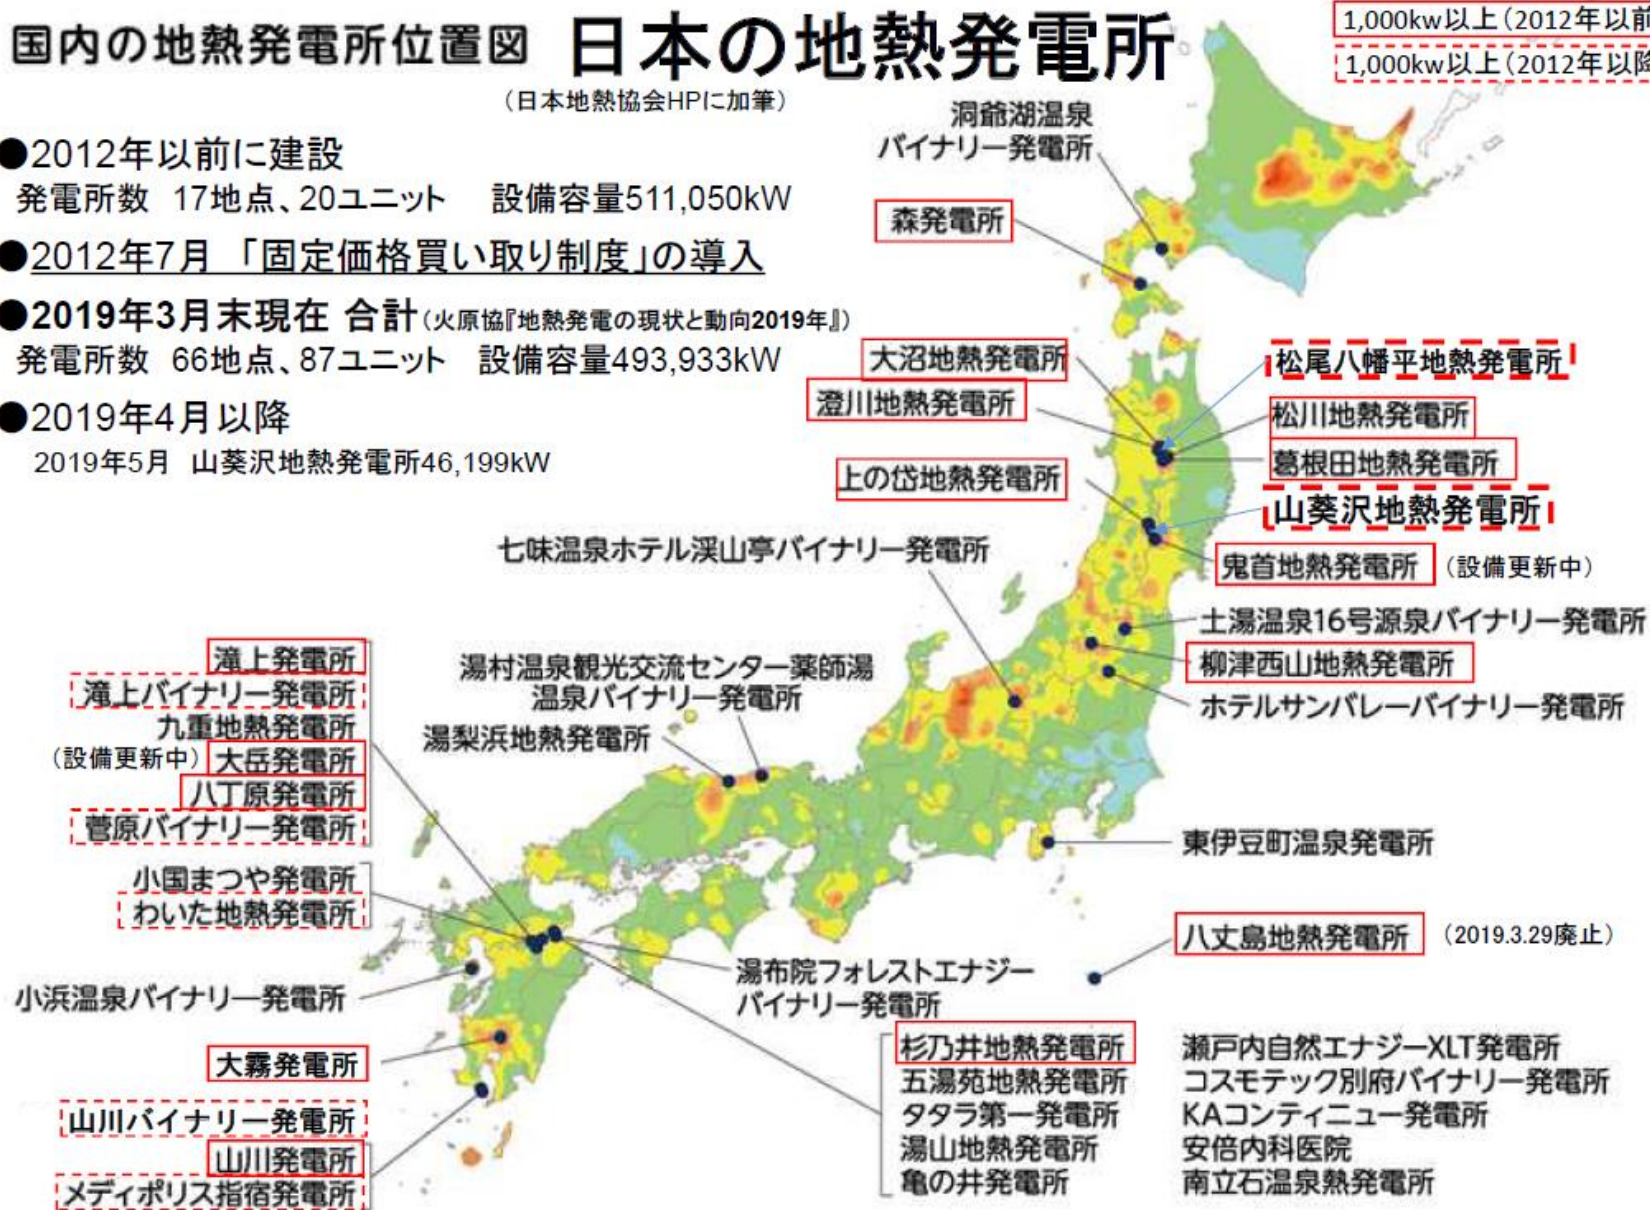 国内の地熱発電所位置図
日本の地熱発電所
(日本地熱協会HPに加筆)
1,000kw以上(2012年以前
1,000kw以上(2012年以降
●2012年以前に建設
発電所数 17地点、20ユニット 設備容量511,050kW
●2012年7月 「固定価格買い取り制度」の導入
●2019年3月末現在 合計(火原協『地熱発電の現状と動向2019年』)
発電所数 66地点、87ユニット 設備容量493,933kW
●2019年4月以降
2019年5月 山葵沢地熱発電所46,199kW
洞爺湖温泉
バイナリー発電所
森発電所
大沼地熱発電所
澄川地熱発電所
上の岱地熱発電所
松尾八幡平地熱発電所
松川地熱発電所
葛根田地熱発電所
山葵沢地熱発電所
鬼首地熱発電所 (設備更新中)
七味温泉ホテル渓山亭バイナリー発電所
土湯温泉16号源泉バイナリー発電所
柳津西山地熱発電所
ホテルサンバレーバイナリー発電所
湯村温泉観光交流センター薬師湯
温泉バイナリー発電所
湯梨浜地熱発電所
滝上発電所
滝上バイナリー発電所
九重地熱発電所
(設備更新中) 大岳発電所
八丁原発電所
菅原バイナリー発電所
小国まつや発電所
わいた地熱発電所
小浜温泉バイナリー発電所
大霧発電所
山川バイナリー発電所
山川発電所
メディポリス指宿発電所
東伊豆町温泉発電所
八丈島地熱発電所 (2019.3.29廃止)
湯布院フォレストエナジー
バイナリー発電所
杉乃井地熱発電所
五湯苑地熱発電所
タタラ第一発電所
湯山地熱発電所
亀の井発電所
瀬戸内自然エナジーXLT発電所
コスモテック別府バイナリー発電所
KAコンティニュー発電所
安倍内科医院
南立石温泉熱発電所